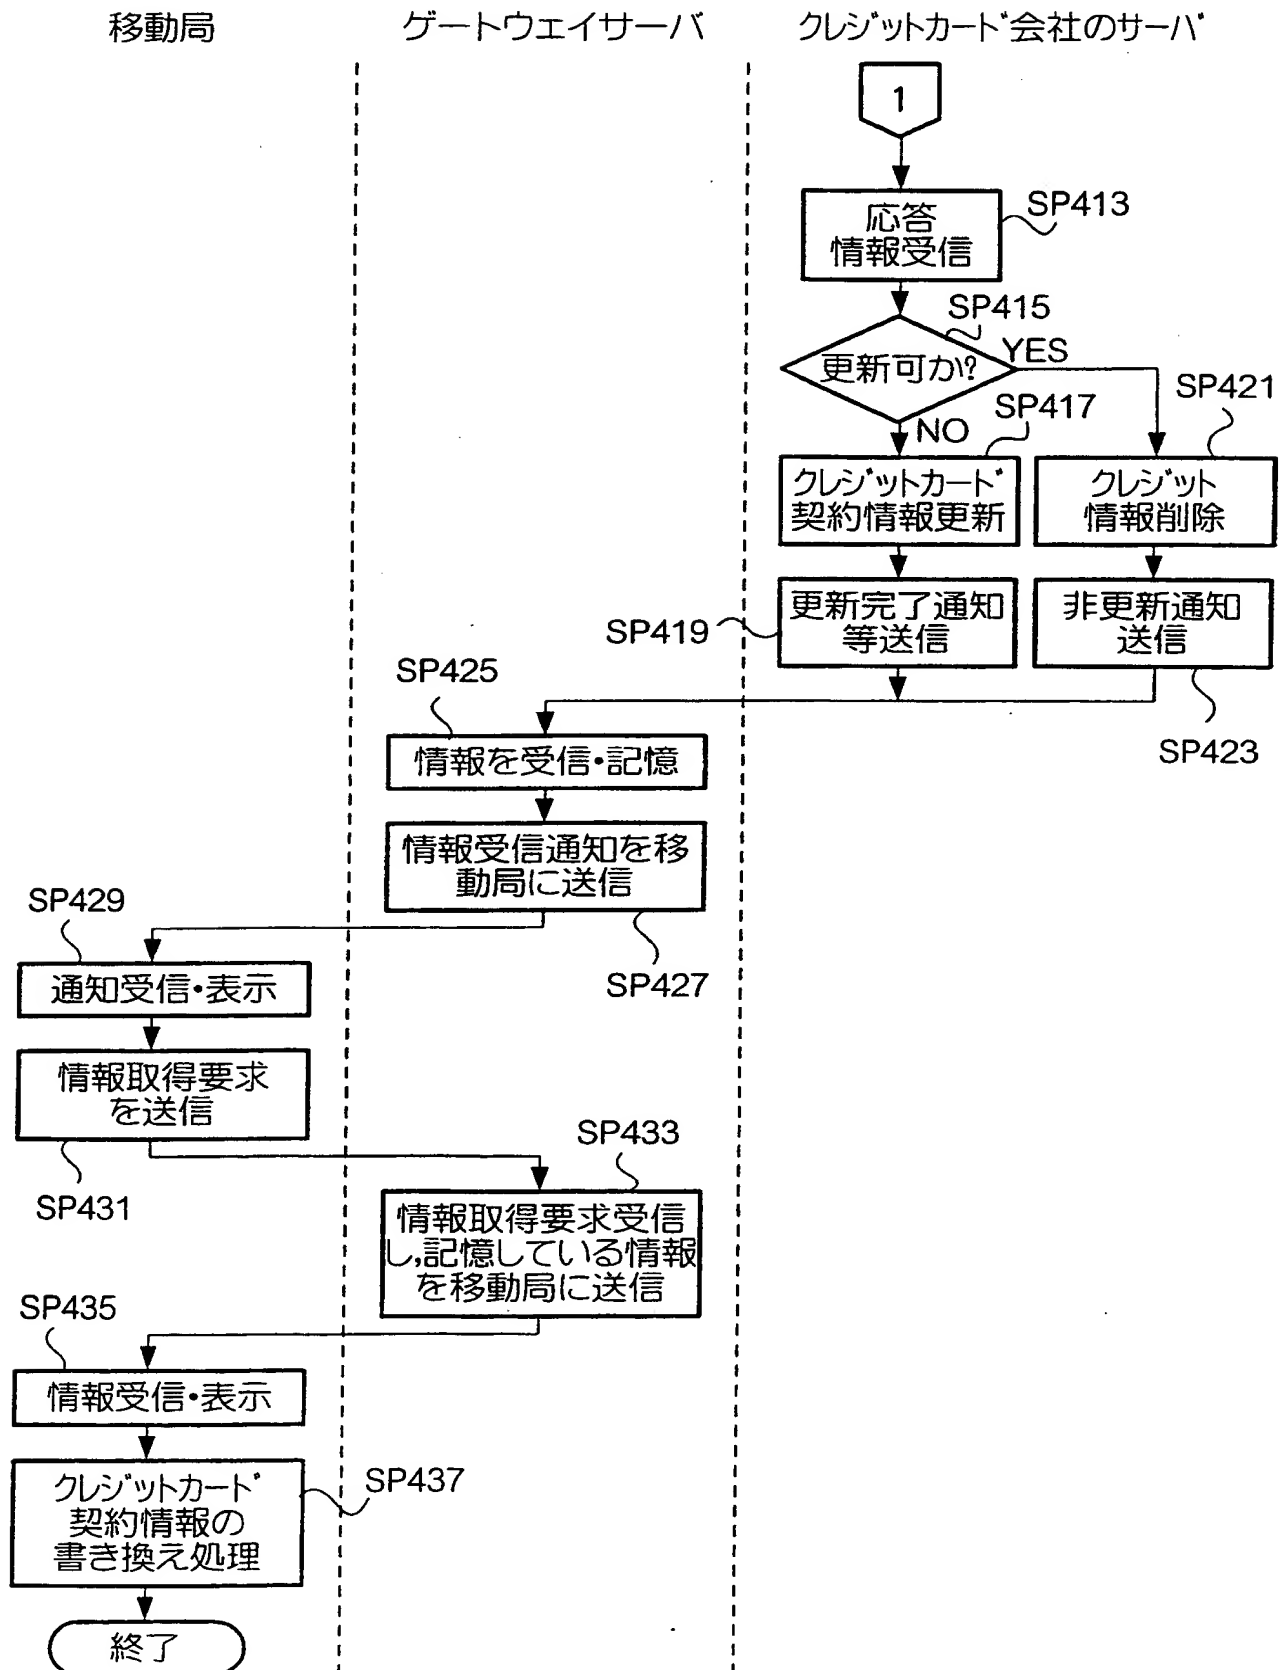 移動局
ゲートウェイサーバ
クレジットカード会社のサーバ
1
応答
情報受信
SP413
SP415
更新可か?
YES
NO
SP417
SP421
クレジットカード
契約情報更新
クレジット
情報削除
SP419
更新完了通知
等送信
非更新通知
送信
SP423
SP425
情報を受信・記憶
情報受信通知を移
動局に送信
SP427
SP429
通知受信・表示
情報取得要求
を送信
SP431
SP433
情報取得要求受信
し,記憶している情報
を移動局に送信
SP435
情報受信・表示
クレジットカード
契約情報の
書き換え処理
SP437
終了